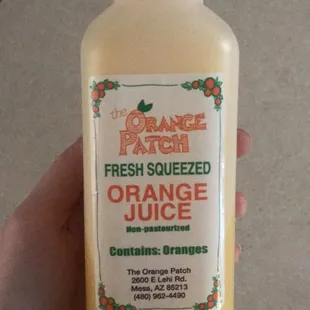 the
ORANGE
PATCH
FRESH SQUEEZED
ORANGE
JUICE
Non-pasteurized
Contains: Oranges
The Orange Patch
2600 E Lehi Rd.
Mesa, AZ 85213
(480) 962-4490